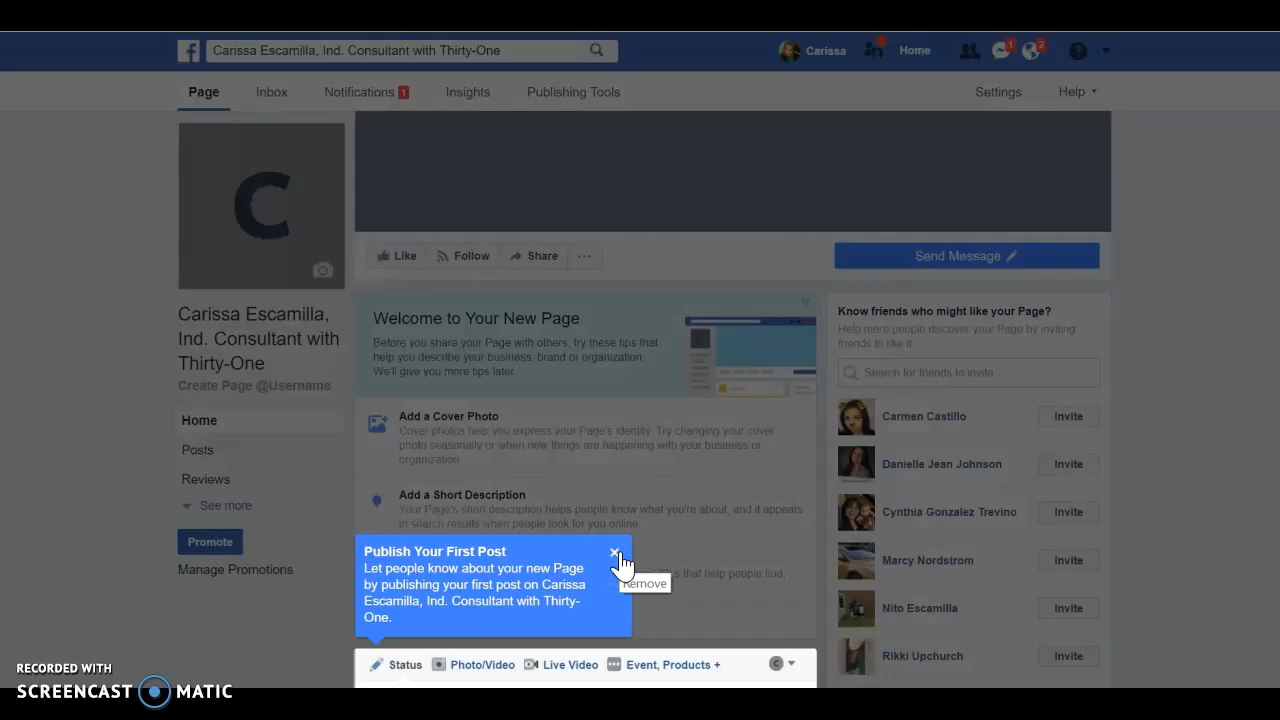 Carissa Escamilla, Ind. Consultant with Thirty-One
Carissa
Home
1
2
?
Page
Inbox
Notifications 1
Insights
Publishing Tools
Settings
Help
C
Like
Follow
Share
...
Send Message
Carissa Escamilla,
Ind. Consultant with
Thirty-One
Create Page @Username
Home
Posts
Reviews
See more
Promote
Manage Promotions
Welcome to Your New Page
Before you share your Page with others, try these tips that
help you describe your business, brand or organization.
We'll give you more tips later.
Add a Cover Photo
Cover photos help you express your Page's identity. Try changing your cover
photo seasonally or when new things are happening with your business or
organization
Add a Short Description
Your Page's short description helps people know what you're about, and it appears
in search results when people look for you online.
s that help people find,
Publish Your First Post
Let people know about your new Page
by publishing your first post on Carissa
Escamilla, Ind. Consultant with Thirty-
One.
Remove
Status
Photo/Video
Live Video
Event, Products +
C
Know friends who might like your Page?
Help more people discover your Page by inviting
friends to like it
Search for friends to invite
Carmen Castillo Invite
Danielle Jean Johnson Invite
Cynthia Gonzalez Trevino Invite
Marcy Nordstrom Invite
Nito Escamilla Invite
Rikki Upchurch Invite
RECORDED WITH
SCREENCAST MATIC